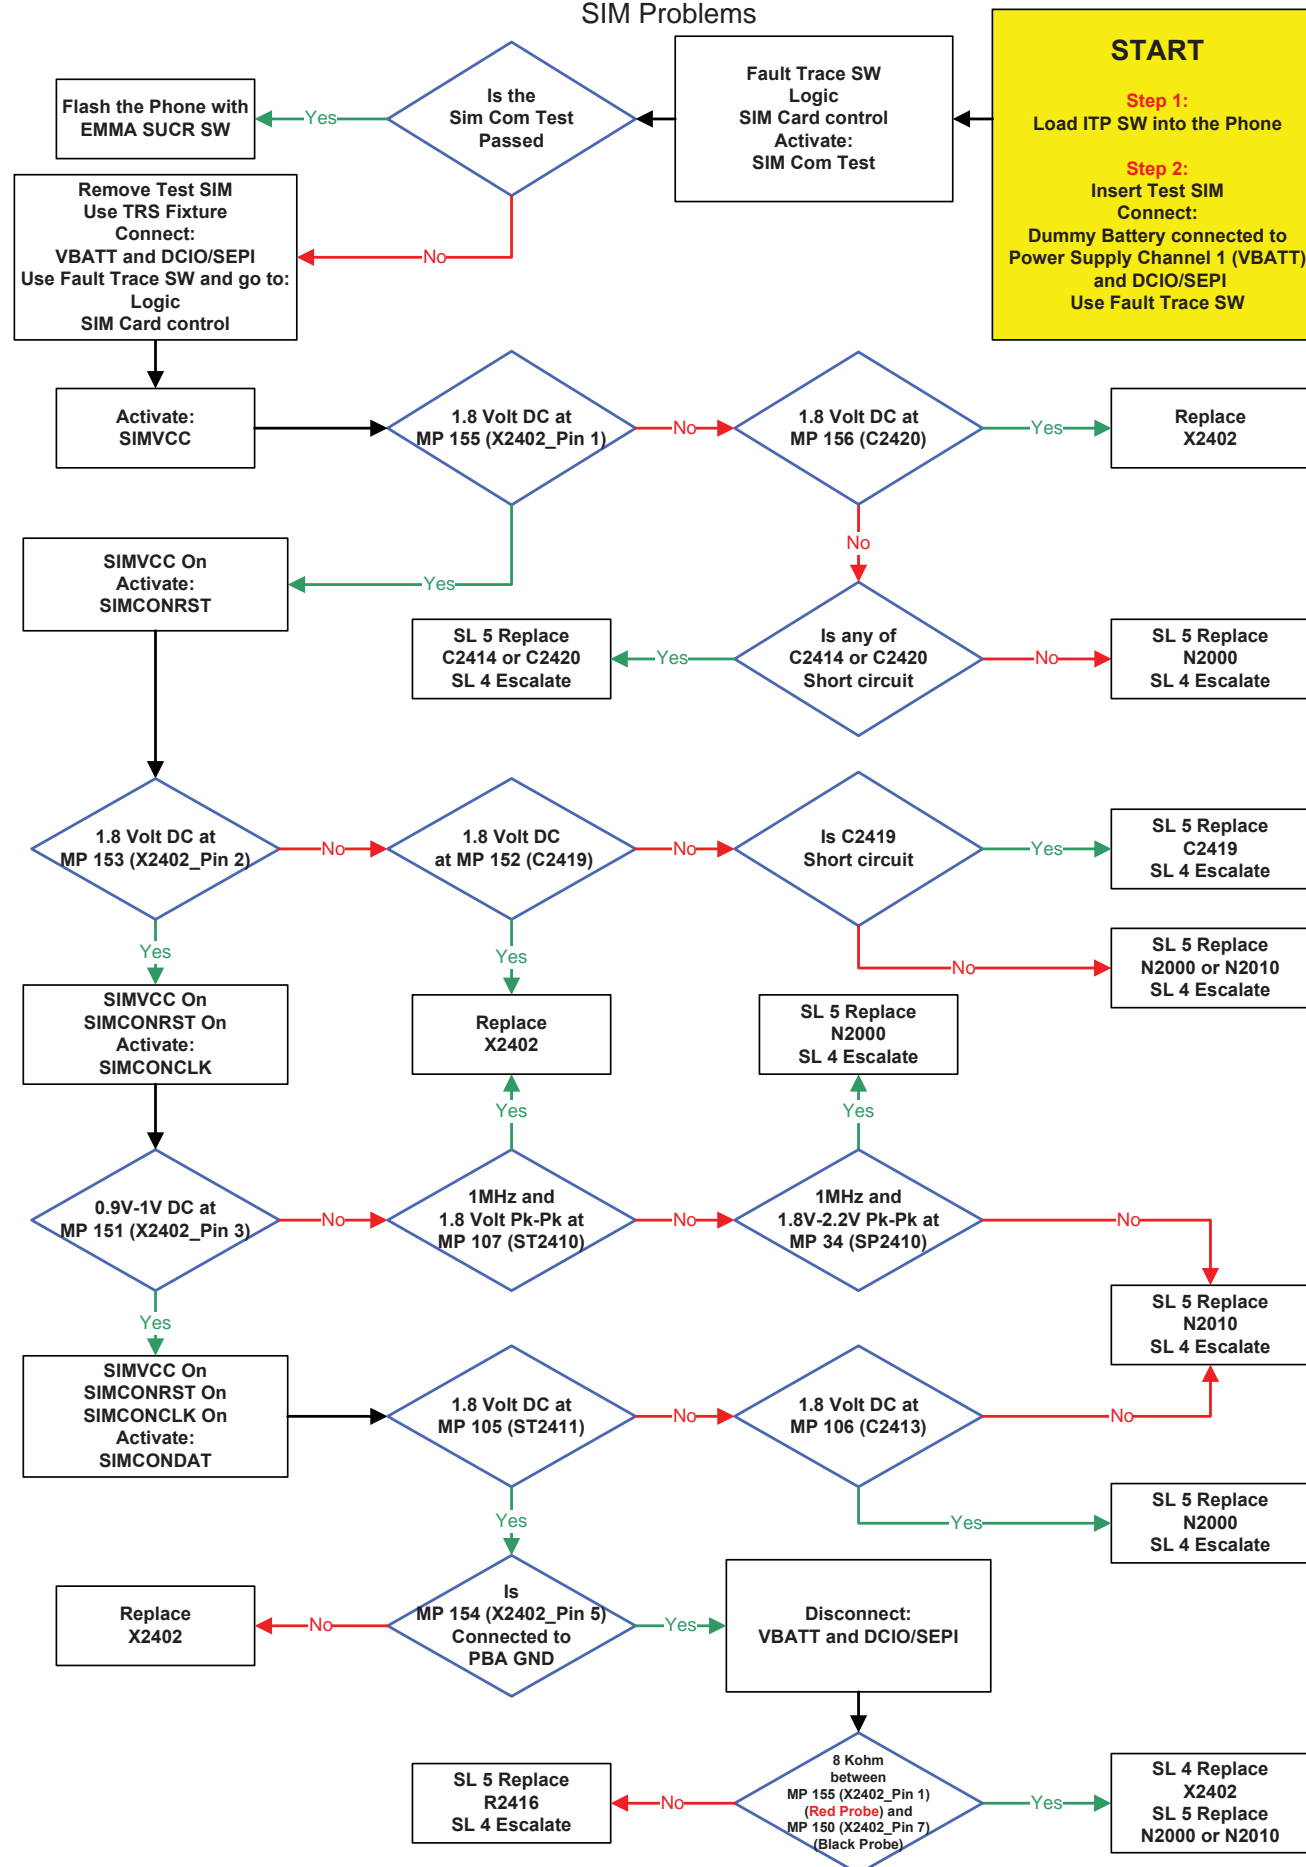 SIM Problems
START
Step 1:
Load ITP SW into the Phone
Step 2:
Insert Test SIM
Connect:
Dummy Battery connected to
Power Supply Channel 1 (VBATT)
and DCIO/SEPI
Use Fault Trace SW
Fault Trace SW
Logic
SIM Card control
Activate:
SIM Com Test
Is the
Sim Com Test
Passed
Yes
Flash the Phone with
EMMA SUCR SW
No
Remove Test SIM
Use TRS Fixture
Connect:
VBATT and DCIO/SEPI
Use Fault Trace SW and go to:
Logic
SIM Card control
Activate:
SIMVCC
1.8 Volt DC at
MP 155 (X2402_Pin 1)
No
1.8 Volt DC at
MP 156 (C2420)
Yes
Replace
X2402
No
Yes
SIMVCC On
Activate:
SIMCONRST
SL 5 Replace
C2414 or C2420
SL 4 Escalate
Yes
Is any of
C2414 or C2420
Short circuit
No
SL 5 Replace
N2000
SL 4 Escalate
1.8 Volt DC at
MP 153 (X2402_Pin 2)
No
1.8 Volt DC
at MP 152 (C2419)
No
Is C2419
Short circuit
Yes
SL 5 Replace
C2419
SL 4 Escalate
No
SL 5 Replace
N2000 or N2010
SL 4 Escalate
Yes
Yes
SIMVCC On
SIMCONRST On
Activate:
SIMCONCLK
Replace
X2402
SL 5 Replace
N2000
SL 4 Escalate
Yes
Yes
0.9V-1V DC at
MP 151 (X2402_Pin 3)
No
1MHz and
1.8 Volt Pk-Pk at
MP 107 (ST2410)
No
1MHz and
1.8V-2.2V Pk-Pk at
MP 34 (SP2410)
No
SL 5 Replace
N2010
SL 4 Escalate
Yes
SIMVCC On
SIMCONRST On
SIMCONCLK On
Activate:
SIMCONDAT
1.8 Volt DC at
MP 105 (ST2411)
No
1.8 Volt DC at
MP 106 (C2413)
No
Yes
SL 5 Replace
N2000
SL 4 Escalate
Yes
Is
MP 154 (X2402_Pin 5)
Connected to
PBA GND
No
Replace
X2402
Yes
Disconnect:
VBATT and DCIO/SEPI
8 Kohm
between
MP 155 (X2402_Pin 1)
(Red Probe) and
MP 150 (X2402_Pin 7)
(Black Probe)
No
SL 5 Replace
R2416
SL 4 Escalate
Yes
SL 4 Replace
X2402
SL 5 Replace
N2000 or N2010